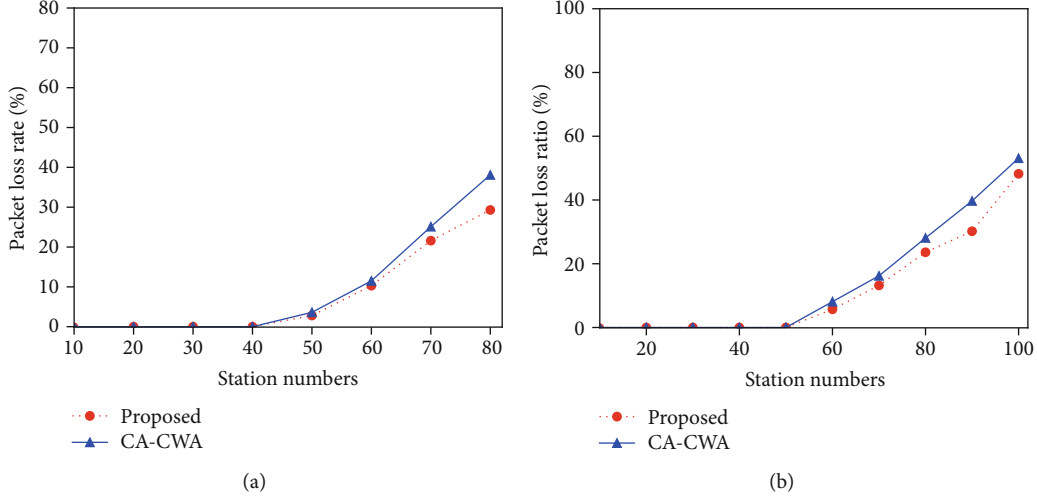 80
70
60
50
40
30
20
10
0
Packet loss rate (%)
10 20 30 40 50 60 70 80
Station numbers
Proposed
CA-CWA
(a)
100
80
60
40
20
0
Packet loss ratio (%)
20 40 60 80 100
Station numbers
Proposed
CA-CWA
(b)